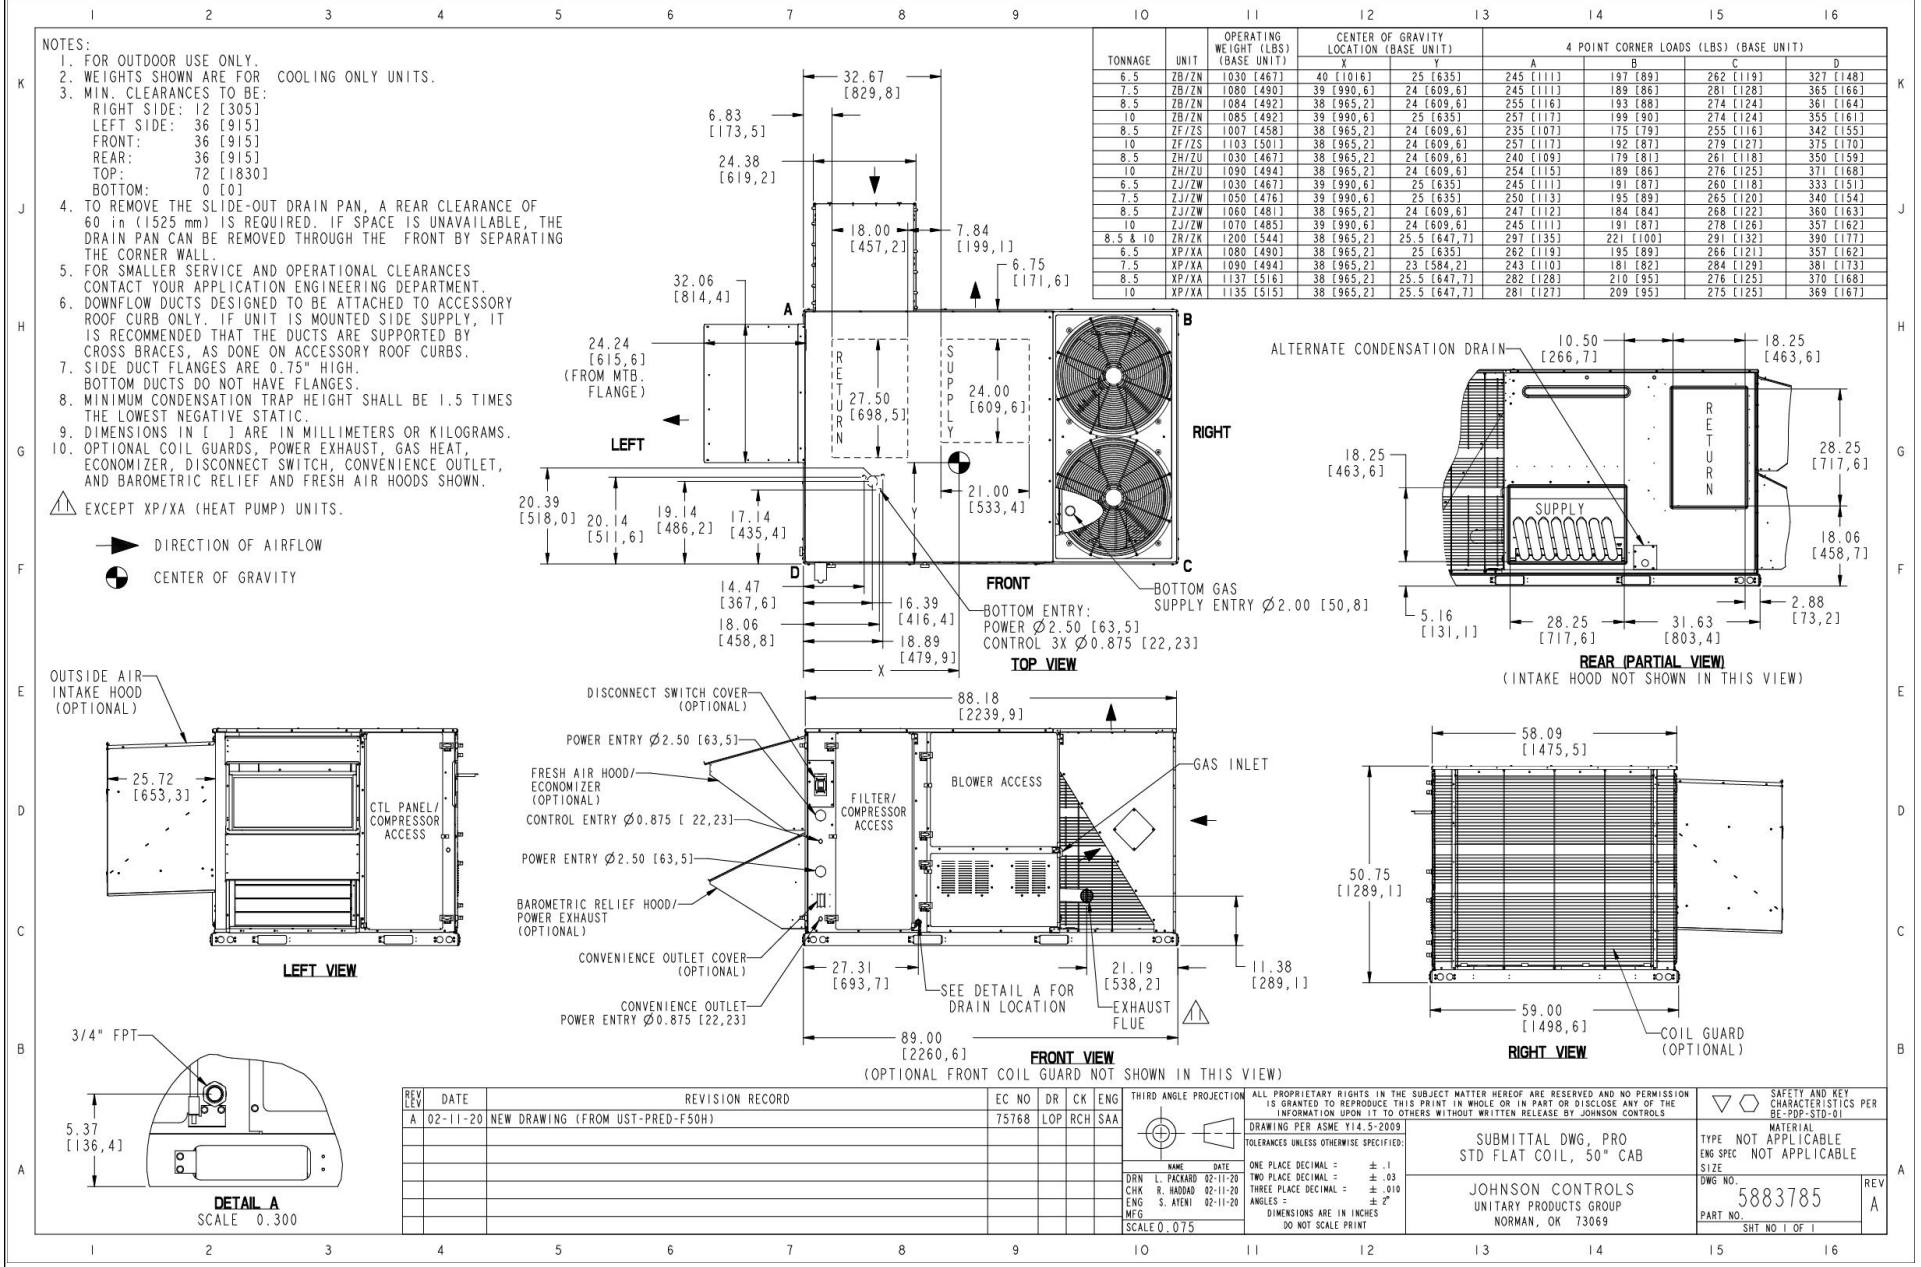 1 2 3 4 5 6 7 8 9 10 11 12 13 14 15 16
K
J
H
G
F
E
D
C
B
A
NOTES:
1. FOR OUTDOOR USE ONLY.
2. WEIGHTS SHOWN ARE FOR COOLING ONLY UNITS.
3. MIN. CLEARANCES TO BE:
RIGHT SIDE: 12 [305]
LEFT SIDE: 36 [915]
FRONT: 36 [915]
REAR: 36 [915]
TOP: 72 [1830]
BOTTOM: 0 [0]
4. TO REMOVE THE SLIDE-OUT DRAIN PAN, A REAR CLEARANCE OF
60 in (1525 mm) IS REQUIRED. IF SPACE IS UNAVAILABLE, THE
DRAIN PAN CAN BE REMOVED THROUGH THE FRONT BY SEPARATING
THE CORNER WALL.
5. FOR SMALLER SERVICE AND OPERATIONAL CLEARANCES
CONTACT YOUR APPLICATION ENGINEERING DEPARTMENT.
6. DOWNFLOW DUCTS DESIGNED TO BE ATTACHED TO ACCESSORY
ROOF CURB ONLY. IF UNIT IS MOUNTED SIDE SUPPLY, IT
IS RECOMMENDED THAT THE DUCTS ARE SUPPORTED BY
CROSS BRACES, AS DONE ON ACCESSORY ROOF CURBS.
7. SIDE DUCT FLANGES ARE 0.75" HIGH.
BOTTOM DUCTS DO NOT HAVE FLANGES.
8. MINIMUM CONDENSATION TRAP HEIGHT SHALL BE 1.5 TIMES
THE LOWEST NEGATIVE STATIC.
9. DIMENSIONS IN [ ] ARE IN MILLIMETERS OR KILOGRAMS.
10. OPTIONAL COIL GUARDS, POWER EXHAUST, GAS HEAT,
ECONOMIZER, DISCONNECT SWITCH, CONVENIENCE OUTLET,
AND BAROMETRIC RELIEF AND FRESH AIR HOODS SHOWN.
11 EXCEPT XP/XA (HEAT PUMP) UNITS.
DIRECTION OF AIRFLOW
CENTER OF GRAVITY
TONNAGE UNIT OPERATING WEIGHT (LBS) (BASE UNIT) CENTER OF GRAVITY LOCATION (BASE UNIT) 4 POINT CORNER LOADS (LBS) (BASE UNIT)
X Y A B C D
6.5 ZB/ZN 1030 [467] 40 [1016] 25 [635] 245 [111] 197 [89] 262 [119] 327 [148]
7.5 ZB/ZN 1080 [490] 39 [990,6] 24 [609,6] 245 [111] 189 [86] 281 [128] 365 [166]
8.5 ZB/ZN 1084 [492] 38 [965,2] 24 [609,6] 255 [116] 193 [88] 274 [124] 361 [164]
10 ZB/ZN 1085 [492] 39 [990,6] 25 [635] 257 [117] 199 [90] 274 [124] 355 [161]
8.5 ZF/ZS 1007 [458] 38 [965,2] 24 [609,6] 235 [107] 175 [79] 255 [116] 342 [155]
10 ZF/ZS 1103 [501] 38 [965,2] 24 [609,6] 257 [117] 192 [87] 279 [127] 375 [170]
8.5 ZH/ZU 1030 [467] 38 [965,2] 24 [609,6] 240 [109] 179 [81] 261 [118] 350 [159]
10 ZH/ZU 1090 [494] 38 [965,2] 24 [609,6] 254 [115] 189 [86] 276 [125] 371 [168]
6.5 ZJ/ZW 1030 [467] 39 [990,6] 25 [635] 245 [111] 191 [87] 260 [118] 333 [151]
7.5 ZJ/ZW 1050 [476] 39 [990,6] 25 [635] 250 [113] 195 [89] 265 [120] 340 [154]
8.5 ZJ/ZW 1060 [481] 38 [965,2] 24 [609,6] 247 [112] 184 [84] 268 [122] 360 [163]
10 ZJ/ZW 1070 [485] 39 [990,6] 24 [609,6] 245 [111] 191 [87] 278 [126] 357 [162]
8.5 & 10 ZR/ZK 1200 [544] 38 [965,2] 25.5 [647,7] 297 [135] 221 [100] 291 [132] 390 [177]
6.5 XP/XA 1080 [490] 38 [965,2] 25 [635] 262 [119] 195 [89] 266 [121] 357 [162]
7.5 XP/XA 1090 [494] 38 [965,2] 23 [584,2] 243 [110] 181 [82] 284 [129] 381 [173]
8.5 XP/XA 1137 [516] 38 [965,2] 25.5 [647,7] 282 [128] 210 [95] 276 [125] 370 [168]
10 XP/XA 1135 [515] 38 [965,2] 25.5 [647,7] 281 [127] 209 [95] 275 [125] 369 [167]
32.67
[829,8]
6.83
[173,5]
24.38
[619,2]
18.00
[457,2]
7.84
[199,1]
6.75
[171,6]
32.06
[814,4]
A
B
24.24
[615,6]
(FROM MTB.
FLANGE)
RETURN
SUPPLY
27.50
[698,5]
24.00
[609,6]
LEFT
RIGHT
21.00
[533,4]
20.39
[518,0]
20.14
[511,6]
19.14
[486,2]
17.14
[435,4]
Y
D
C
FRONT
14.47
[367,6]
16.39
[416,4]
18.06
[458,8]
18.89
[479,9]
X
BOTTOM GAS
SUPPLY ENTRY Ø2.00 [50,8]
BOTTOM ENTRY:
POWER Ø2.50 [63,5]
CONTROL 3X Ø0.875 [22,23]
TOP VIEW
ALTERNATE CONDENSATION DRAIN
10.50
[266,7]
18.25
[463,6]
RETURN
28.25
[717,6]
18.25
[463,6]
SUPPLY
18.06
[458,7]
5.16
[131,1]
28.25
[717,6]
31.63
[803,4]
2.88
[73,2]
REAR (PARTIAL VIEW)
(INTAKE HOOD NOT SHOWN IN THIS VIEW)
OUTSIDE AIR
INTAKE HOOD
(OPTIONAL)
25.72
[653,3]
CTL PANEL/
COMPRESSOR
ACCESS
LEFT VIEW
DISCONNECT SWITCH COVER
(OPTIONAL)
POWER ENTRY Ø2.50 [63,5]
FRESH AIR HOOD/
ECONOMIZER
(OPTIONAL)
CONTROL ENTRY Ø0.875 [ 22,23]
POWER ENTRY Ø2.50 [63,5]
BAROMETRIC RELIEF HOOD/
POWER EXHAUST
(OPTIONAL)
CONVENIENCE OUTLET COVER
(OPTIONAL)
CONVENIENCE OUTLET
POWER ENTRY Ø0.875 [22,23]
88.18
[2239,9]
FILTER/
COMPRESSOR
ACCESS
BLOWER ACCESS
GAS INLET
27.31
[693,7]
SEE DETAIL A FOR
DRAIN LOCATION
21.19
[538,2]
11.38
[289,1]
EXHAUST
FLUE
11
89.00
[2260,6]
FRONT VIEW
(OPTIONAL FRONT COIL GUARD NOT SHOWN IN THIS VIEW)
58.09
[1475,5]
50.75
[1289,1]
59.00
[1498,6]
COIL GUARD
(OPTIONAL)
RIGHT VIEW
3/4" FPT
5.37
[136,4]
DETAIL A
SCALE 0.300
REV LEV DATE REVISION RECORD EC NO DR CK ENG
A 02-11-20 NEW DRAWING (FROM UST-PRED-F50H) 75768 LOP RCH SAA
THIRD ANGLE PROJECTION
NAME DATE
DRN L. PACKARD 02-11-20
CHK R. HADDAD 02-11-20
ENG S. AYENI 02-11-20
MFG
SCALE 0.075
ALL PROPRIETARY RIGHTS IN THE SUBJECT MATTER HEREOF ARE RESERVED AND NO PERMISSION
IS GRANTED TO REPRODUCE THIS PRINT IN WHOLE OR IN PART OR DISCLOSE ANY OF THE
INFORMATION UPON IT TO OTHERS WITHOUT WRITTEN RELEASE BY JOHNSON CONTROLS
DRAWING PER ASME Y14.5-2009
TOLERANCES UNLESS OTHERWISE SPECIFIED:
ONE PLACE DECIMAL = ± .1
TWO PLACE DECIMAL = ± .03
THREE PLACE DECIMAL = ± .010
ANGLES = ± 2°
DIMENSIONS ARE IN INCHES
DO NOT SCALE PRINT
SUBMITTAL DWG, PRO
STD FLAT COIL, 50" CAB
JOHNSON CONTROLS
UNITARY PRODUCTS GROUP
NORMAN, OK 73069
SAFETY AND KEY
CHARACTERISTICS PER
BE-PDP-STD-01
MATERIAL
TYPE NOT APPLICABLE
ENG SPEC NOT APPLICABLE
SIZE
DWG NO.
5883785
PART NO.
REV
A
SHT NO 1 OF 1
1 2 3 4 5 6 7 8 9 10 11 12 13 14 15 16
K
J
H
G
F
E
D
C
B
A